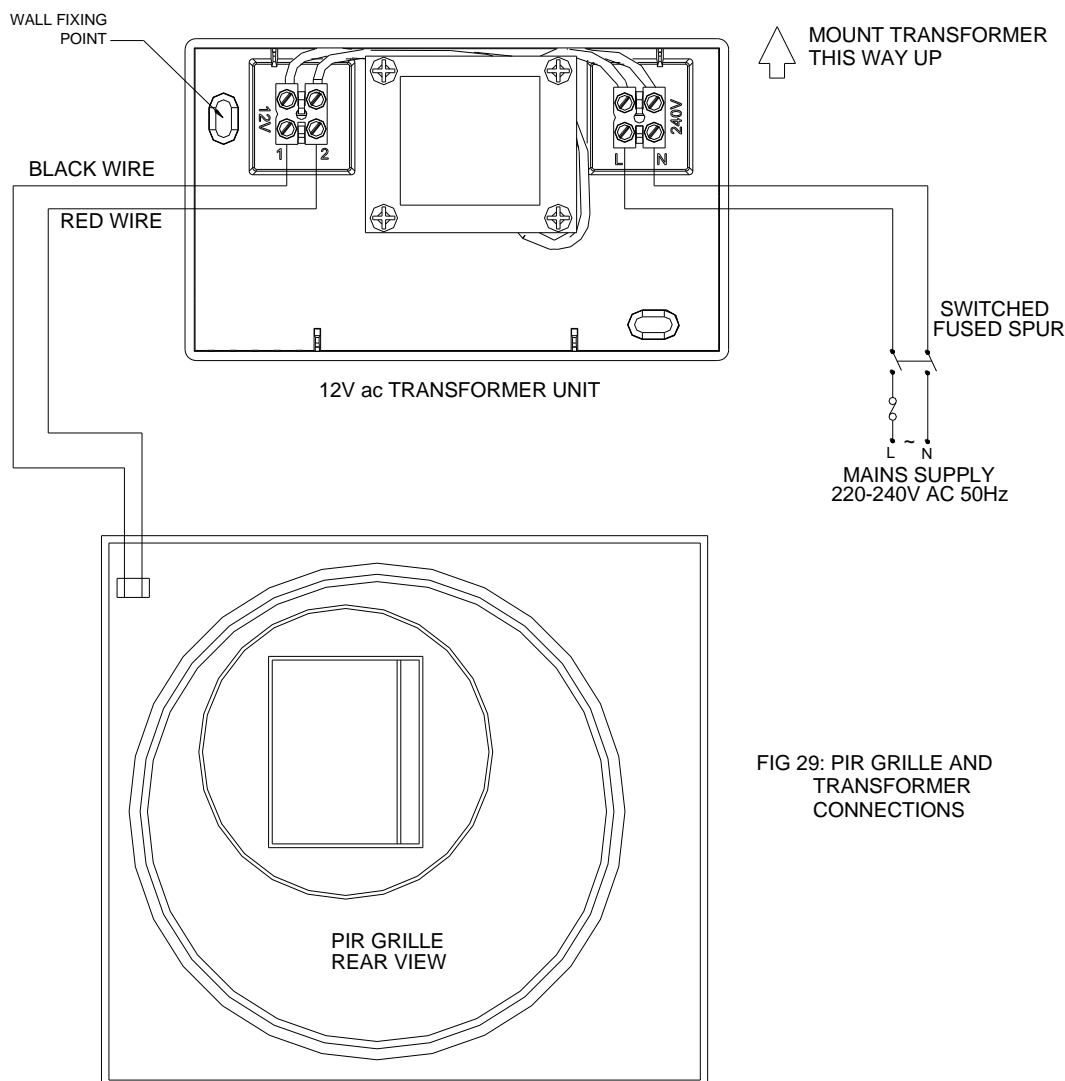 WALL FIXING
POINT
MOUNT TRANSFORMER
THIS WAY UP
12V
240V
1 2
L N
BLACK WIRE
RED WIRE
SWITCHED
FUSED SPUR
12V ac TRANSFORMER UNIT
L ~ N
MAINS SUPPLY
220-240V AC 50Hz
FIG 29: PIR GRILLE AND
TRANSFORMER
CONNECTIONS
PIR GRILLE
REAR VIEW